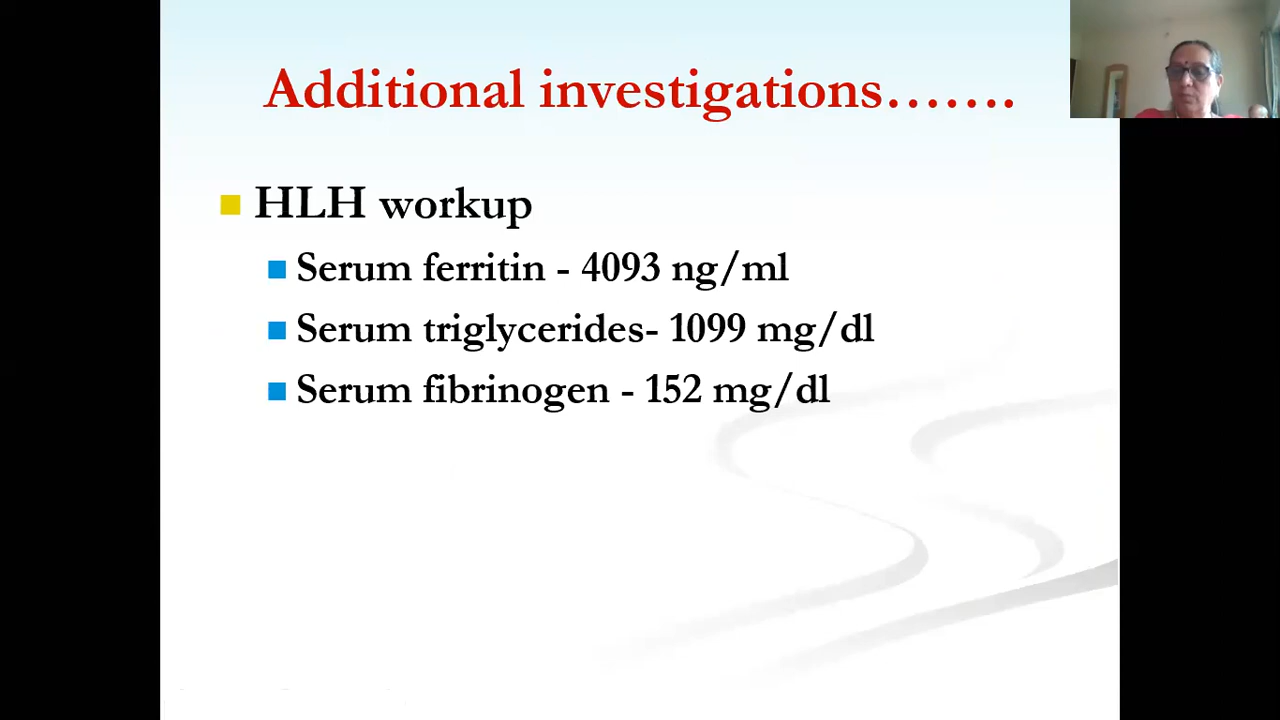 Additional investigations…….
HLH workup
Serum ferritin - 4093 ng/ml
Serum triglycerides- 1099 mg/dl
Serum fibrinogen - 152 mg/dl